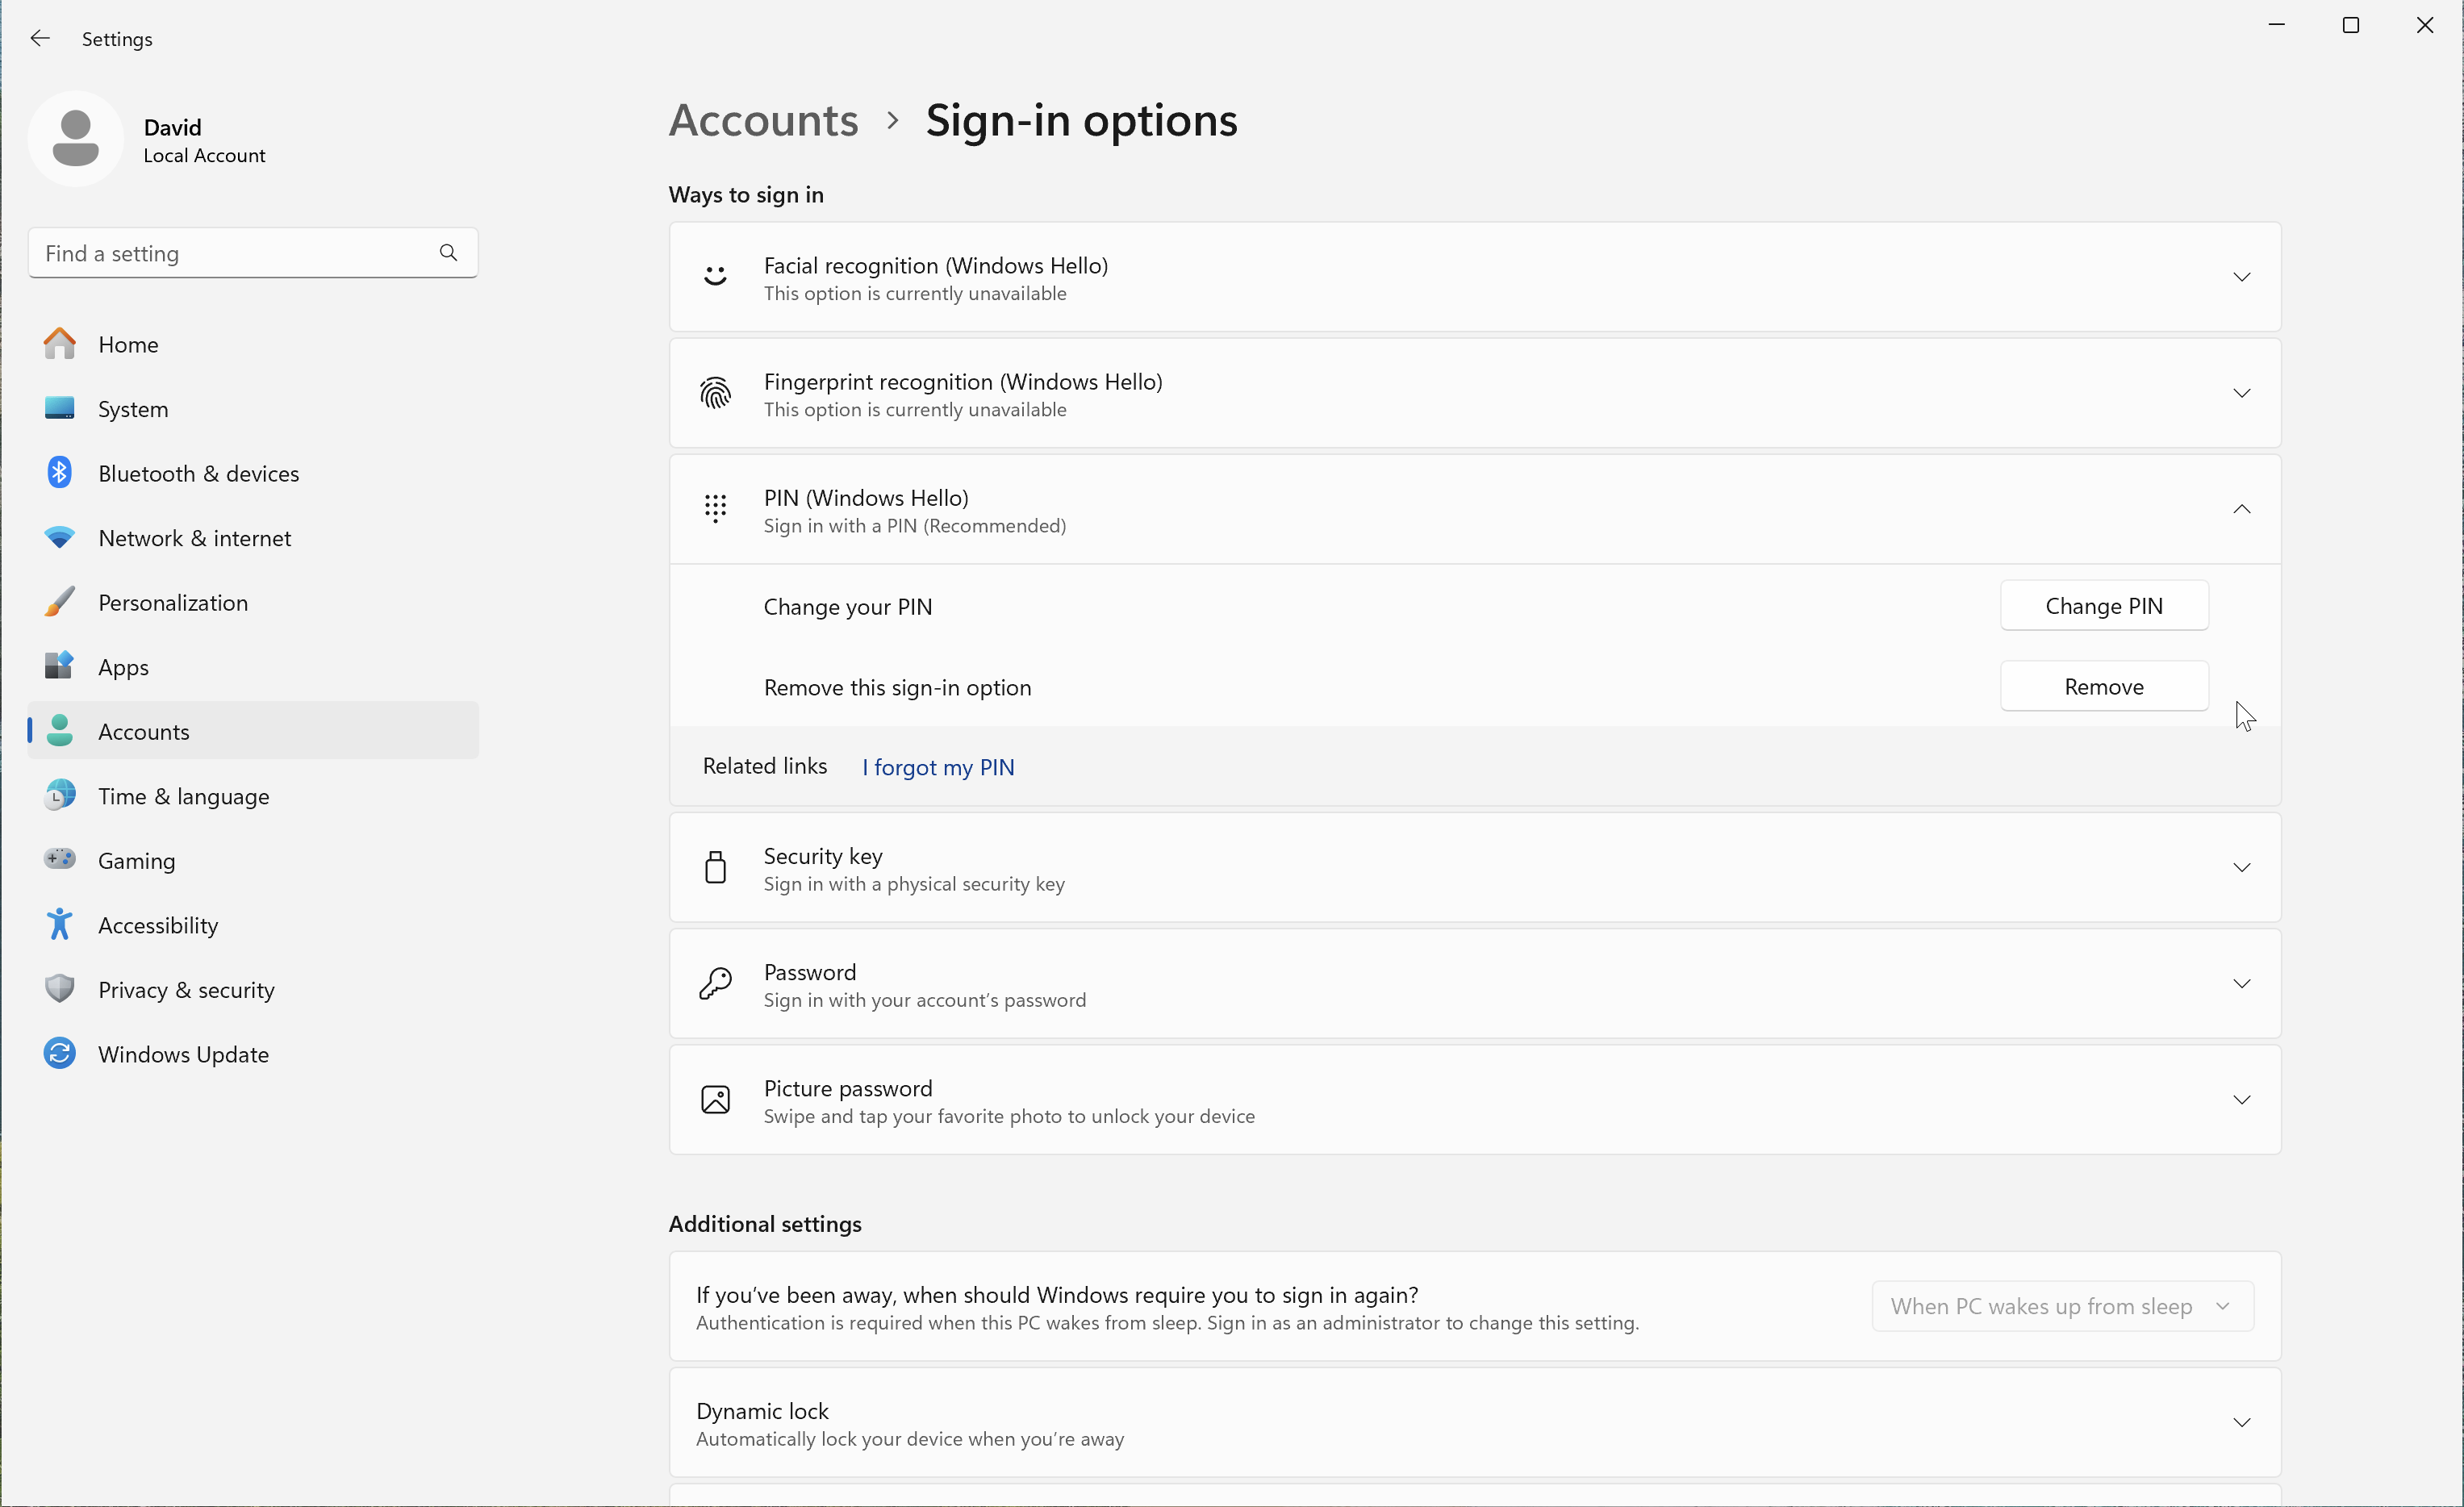 Settings
David
Local Account
Find a setting
Home
System
Bluetooth & devices
Network & internet
Personalization
Apps
Accounts
Time & language
Gaming
Accessibility
Privacy & security
Windows Update
Accounts > Sign-in options
Ways to sign in
Facial recognition (Windows Hello)
This option is currently unavailable
Fingerprint recognition (Windows Hello)
This option is currently unavailable
PIN (Windows Hello)
Sign in with a PIN (Recommended)
Change your PIN
Change PIN
Remove this sign-in option
Remove
Related links I forgot my PIN
Security key
Sign in with a physical security key
Password
Sign in with your account's password
Picture password
Swipe and tap your favorite photo to unlock your device
Additional settings
If you've been away, when should Windows require you to sign in again?
Authentication is required when this PC wakes from sleep. Sign in as an administrator to change this setting.
When PC wakes up from sleep
Dynamic lock
Automatically lock your device when you're away